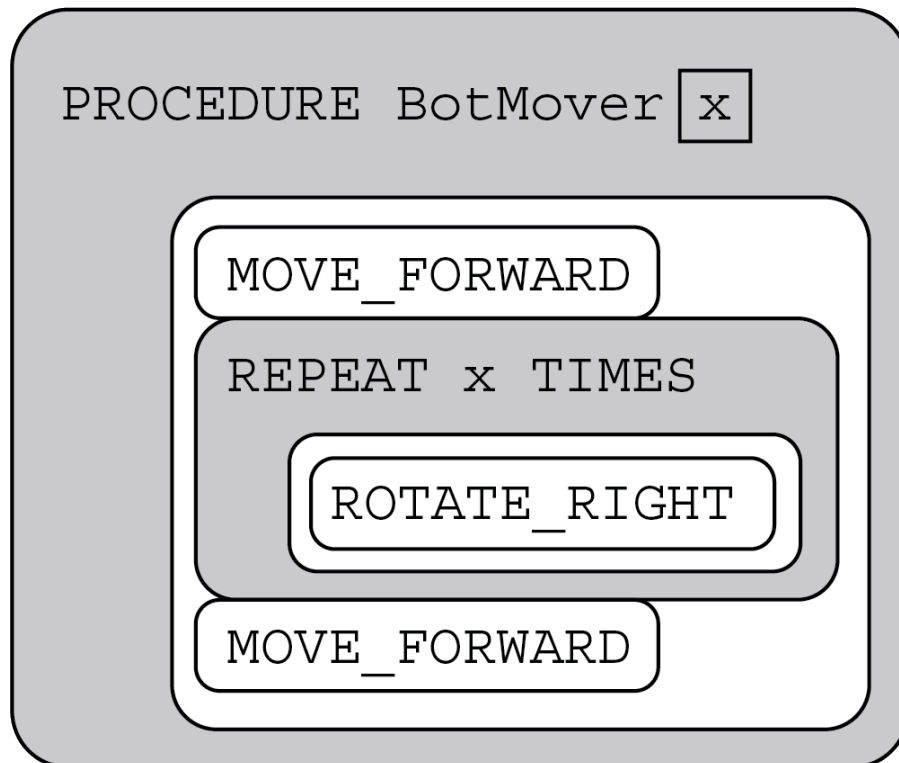 PROCEDURE BotMover x
MOVE_FORWARD
REPEAT x TIMES
ROTATE_RIGHT
MOVE_FORWARD